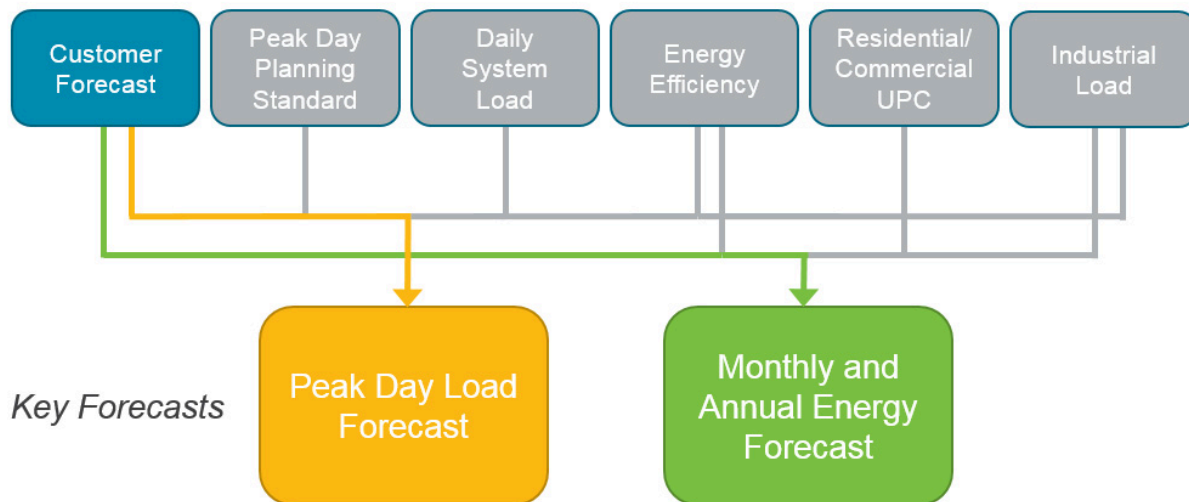 Customer
Forecast
Peak Day
Planning
Standard
Daily
System
Load
Energy
Efficiency
Residential/
Commercial
UPC
Industrial
Load
Key Forecasts
Peak Day Load
Forecast
Monthly and
Annual Energy
Forecast